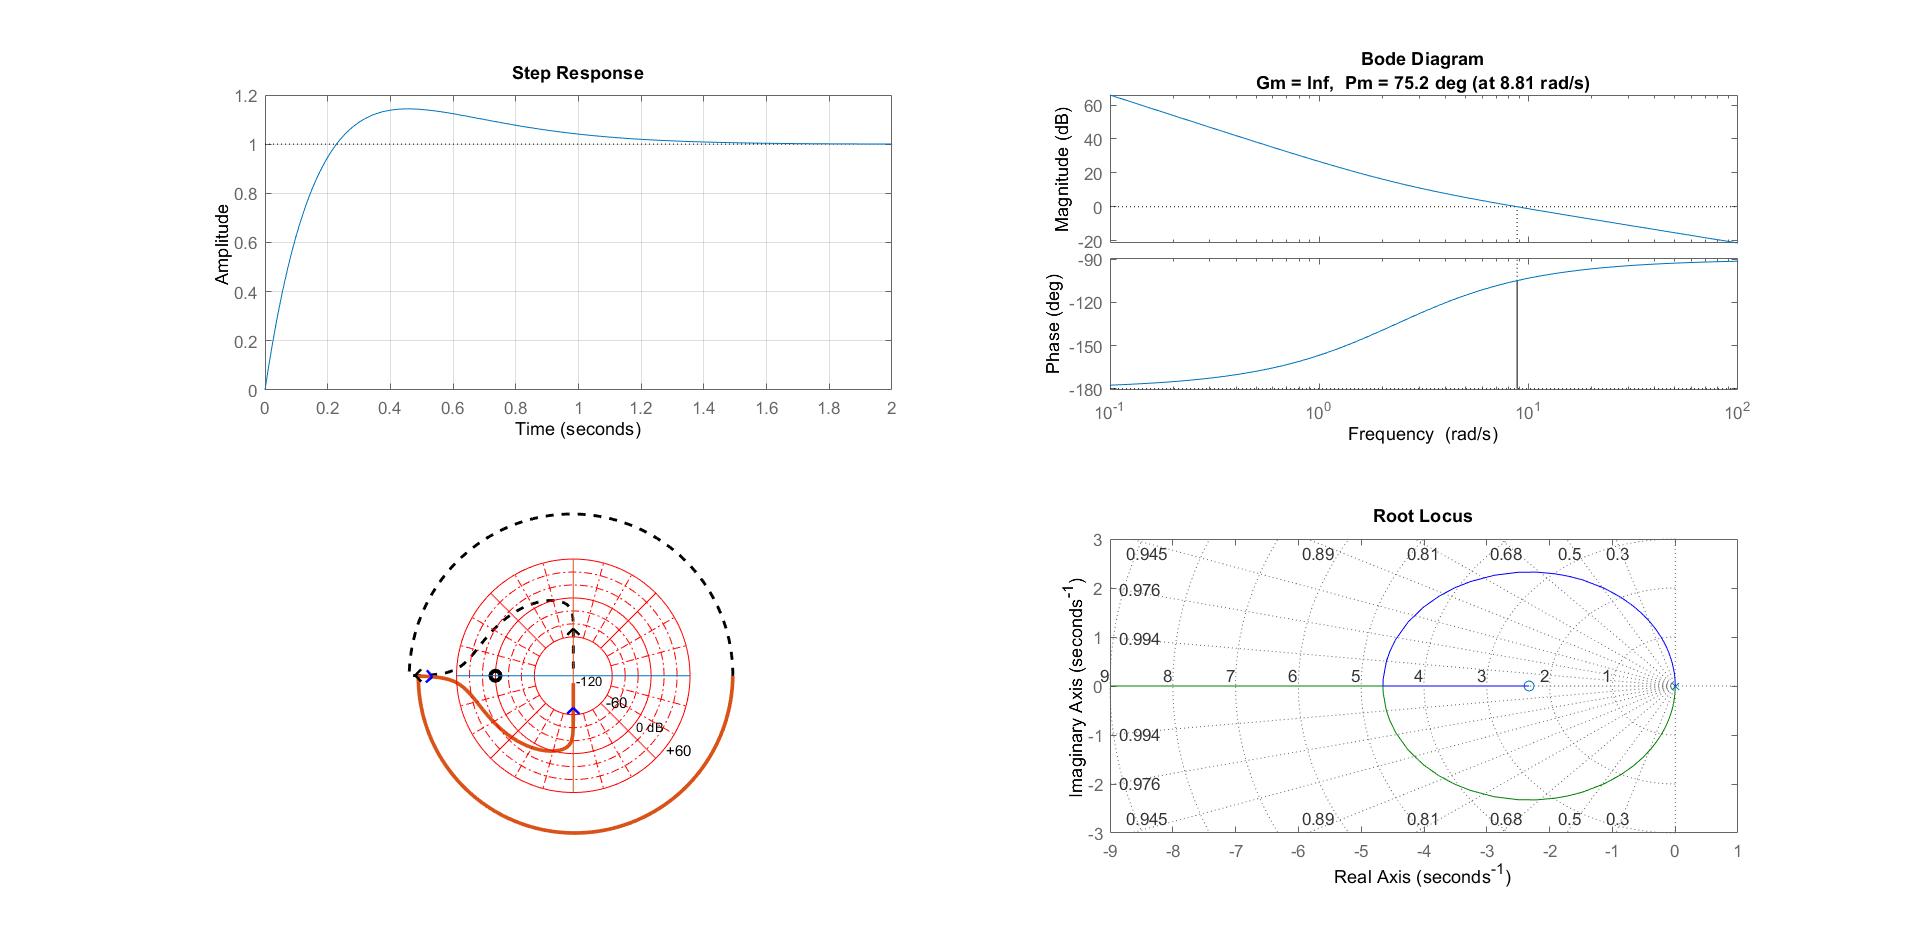 Step Response
1.2
1
0.8
0.6
0.4
0.2
0
Amplitude
0 0.2 0.4 0.6 0.8 1 1.2 1.4 1.6 1.8 2
Time (seconds)
Bode Diagram
Gm = Inf, Pm = 75.2 deg (at 8.81 rad/s)
60
40
20
0
-20
Magnitude (dB)
-90
-120
-150
-180
Phase (deg)
10-1 100 101 102
Frequency (rad/s)
-120
-60
0 dB
+60
Root Locus
3
2
1
0
-1
-2
-3
Imaginary Axis (seconds-1)
0.945 0.89 0.81 0.68 0.5 0.3
0.976
0.994
9 8 7 6 5 4 3 2 1
0.994
0.976
0.945 0.89 0.81 0.68 0.5 0.3
-9 -8 -7 -6 -5 -4 -3 -2 -1 0 1
Real Axis (seconds-1)